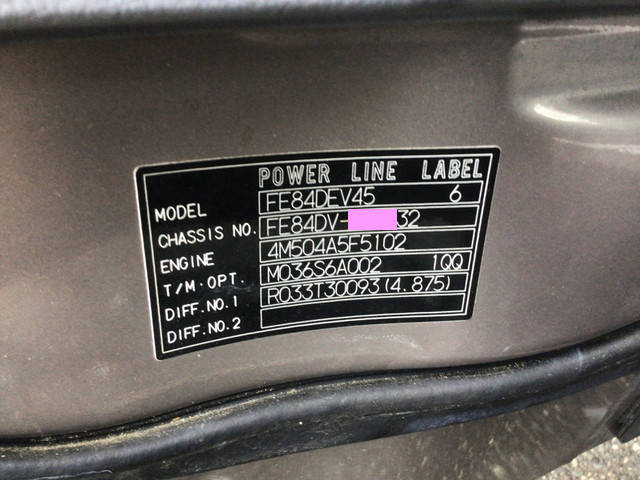 POWER LINE LABEL
MODEL FE84DEV45 6
CHASSIS NO. FE84DV- 32
ENGINE 4M504A5F5102
T/M.OPT. M036S6A002 1QQ
DIFF.NO.1 R033T30093(4.875)
DIFF.NO.2